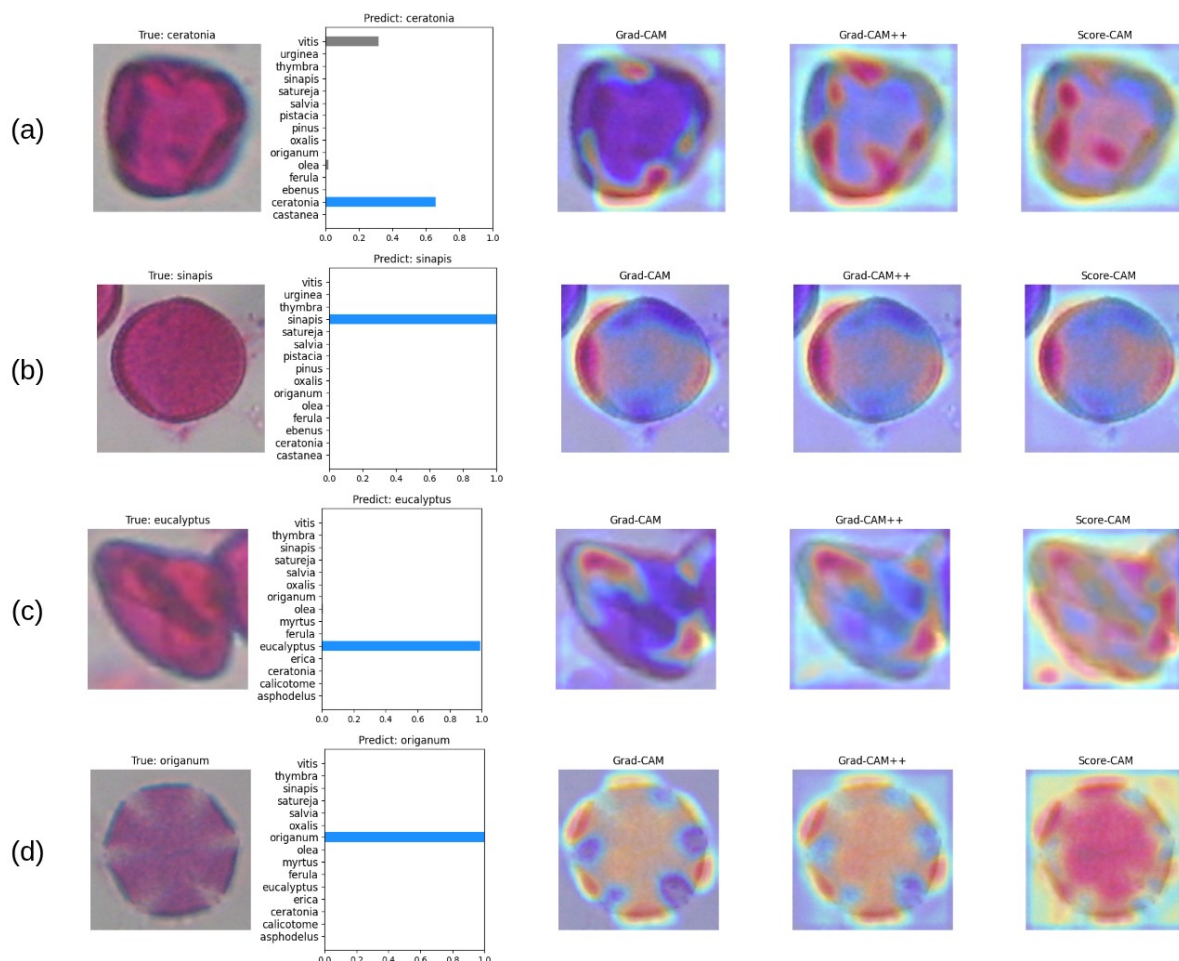 (a)
True: ceratonia
Predict: ceratonia
vitis
urginea
thymbra
sinapis
satureja
salvia
pistacia
pinus
oxalis
origanum
olea
ferula
ebenus
ceratonia
castanea
0.0 0.2 0.4 0.6 0.8 1.0
Grad-CAM
Grad-CAM++
Score-CAM
(b)
True: sinapis
Predict: sinapis
vitis
urginea
thymbra
sinapis
satureja
salvia
pistacia
pinus
oxalis
origanum
olea
ferula
ebenus
ceratonia
castanea
0.0 0.2 0.4 0.6 0.8 1.0
Grad-CAM
Grad-CAM++
Score-CAM
(c)
True: eucalyptus
Predict: eucalyptus
vitis
thymbra
sinapis
satureja
salvia
oxalis
origanum
olea
myrtus
ferula
eucalyptus
erica
ceratonia
calicotome
asphodelus
0.0 0.2 0.4 0.6 0.8 1.0
Grad-CAM
Grad-CAM++
Score-CAM
(d)
True: origanum
Predict: origanum
vitis
thymbra
sinapis
satureja
salvia
oxalis
origanum
olea
myrtus
ferula
eucalyptus
erica
ceratonia
calicotome
asphodelus
0.0 0.2 0.4 0.6 0.8 1.0
Grad-CAM
Grad-CAM++
Score-CAM